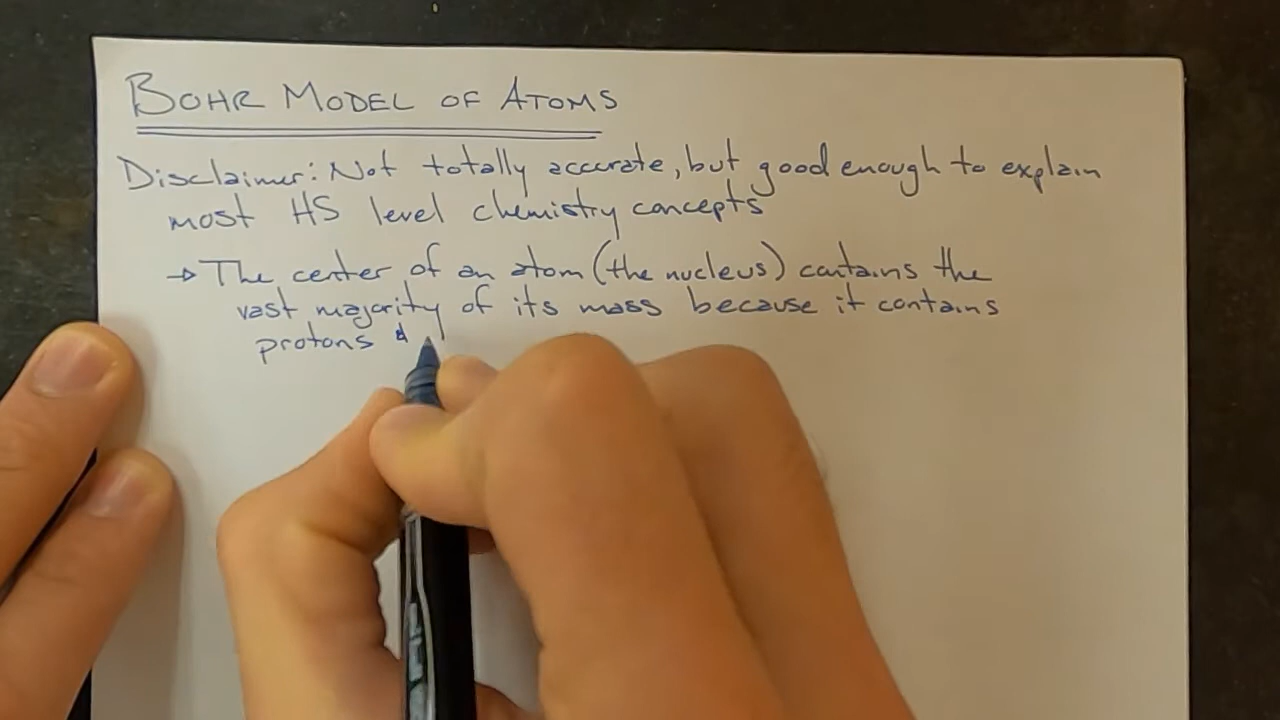 BOHR MODEL OF ATOMS
Disclaimer: Not totally accurate, but good enough to explain
most HS level chemistry concepts
→ The center of an atom (the nucleus) contains the
vast majority of its mass because it contains
protons &